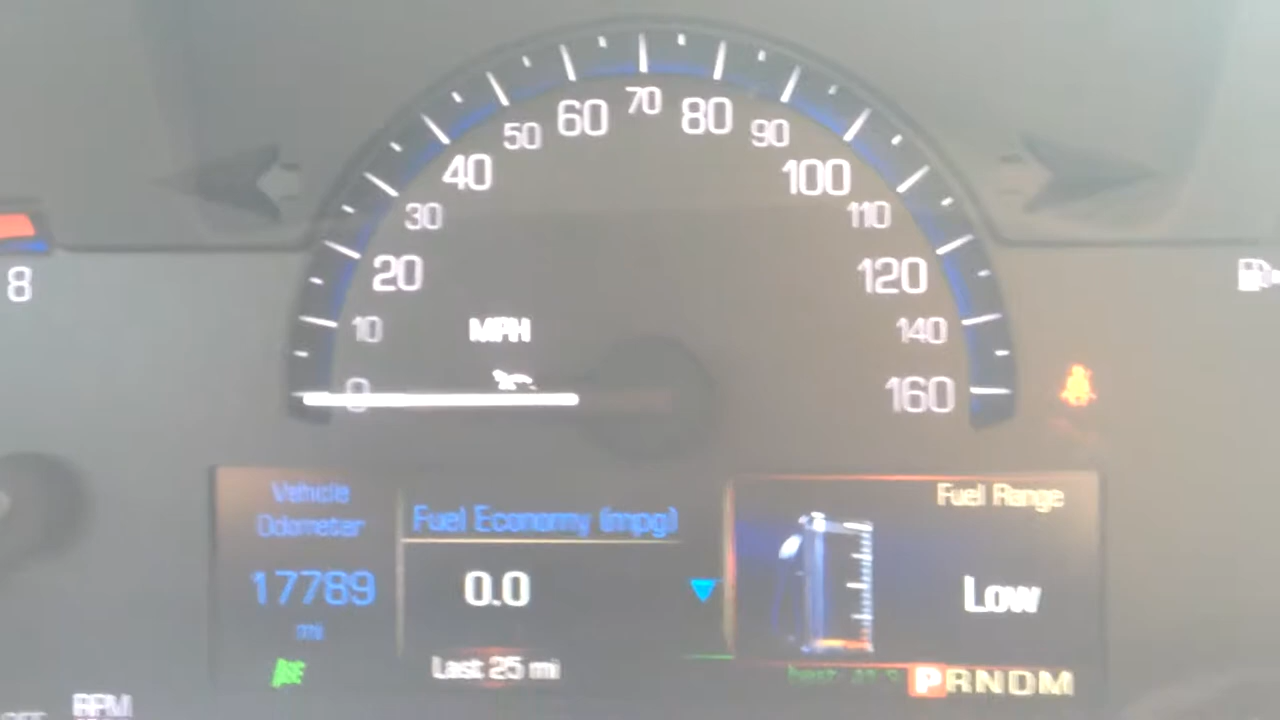 70
60 80
50 90
40 100
30 110
20 120
10 MPH 140
0 160
8
Vehicle
Odometer
17789
mi
Fuel Economy (mpg)
0.0
Last 25 mi
Fuel Range
Low
PRNDM
RPM